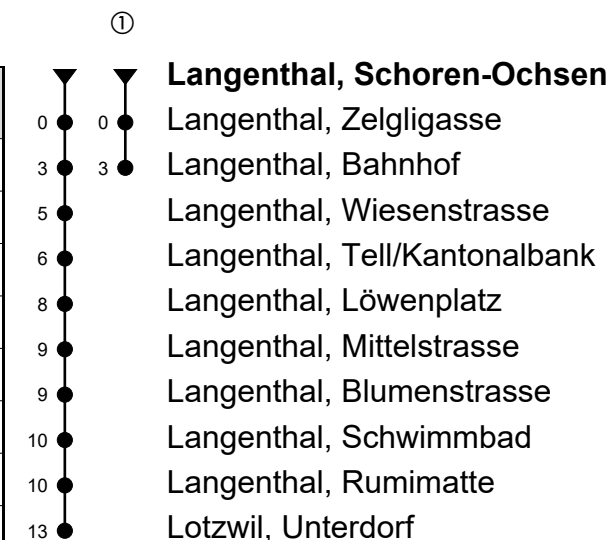 ①
Langenthal, Schoren-Ochsen
0 0 Langenthal, Zelgligasse
3 3 Langenthal, Bahnhof
5 Langenthal, Wiesenstrasse
6 Langenthal, Tell/Kantonalbank
8 Langenthal, Löwenplatz
9 Langenthal, Mittelstrasse
9 Langenthal, Blumenstrasse
10 Langenthal, Schwimmbad
10 Langenthal, Rumimatte
13 Lotzwil, Unterdorf